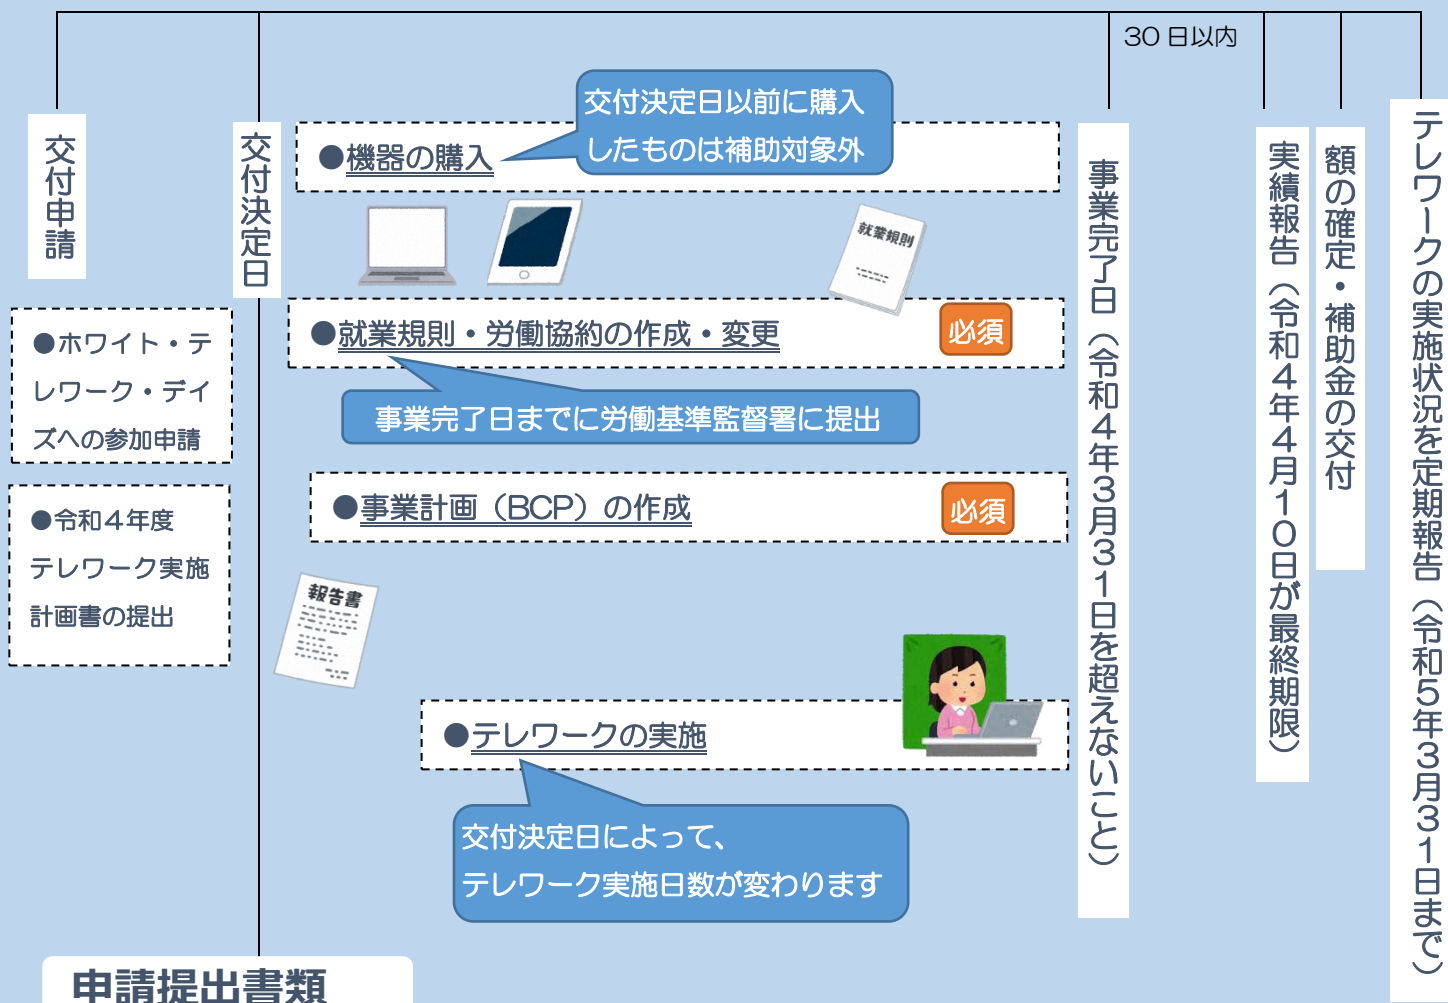 30日以内
交付申請
●ホワイト・テ
レワーク・デイ
ズへの参加申請
●令和4年度
テレワーク実施
計画書の提出
交付決定日
●機器の購入
交付決定日以前に購入
したものは補助対象外
就業規則
●就業規則・労働協約の作成・変更
必須
事業完了日までに労働基準監督署に提出
●事業計画（BCP）の作成
必須
報告書
●テレワークの実施
交付決定日によって、
テレワーク実施日数が変わります
事業完了日（令和4年3月31日を超えないこと）
実績報告（令和4年4月10日が最終期限）
額の確定・補助金の交付
テレワークの実施状況を定期報告（令和5年3月31日まで）
申請提出書類